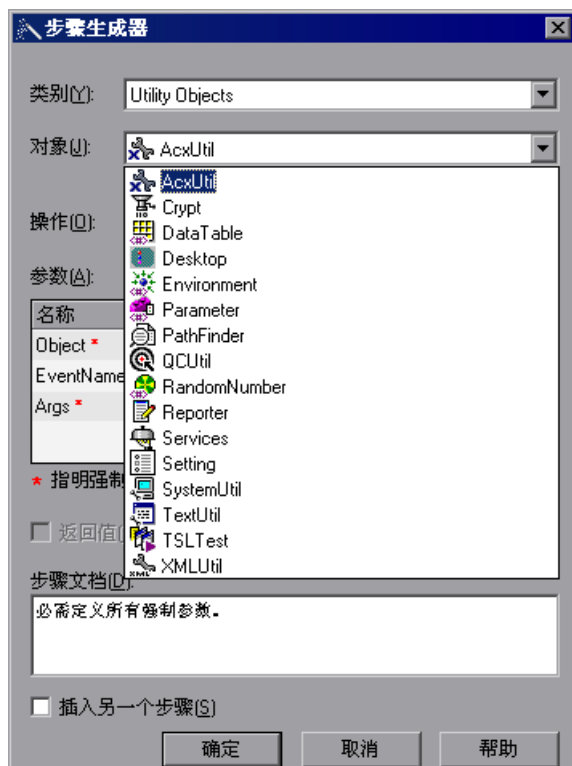 步骤生成器
类别(Y): Utility Objects
对象(J): AcxUtil
AcxUtil
Crypt
DataTable
操作(O):
Desktop
Environment
参数(A):
Parameter
名称
PathFinder
Object *
QCUtil
EventName
RandomNumber
Args *
Reporter
Services
Setting
* 指明强制
SystemUtil
TextUtil
返回值(
TSLTest
XMLUtil
步骤文档(D):
必需定义所有强制参数。
插入另一个步骤(S)
确定 取消 帮助